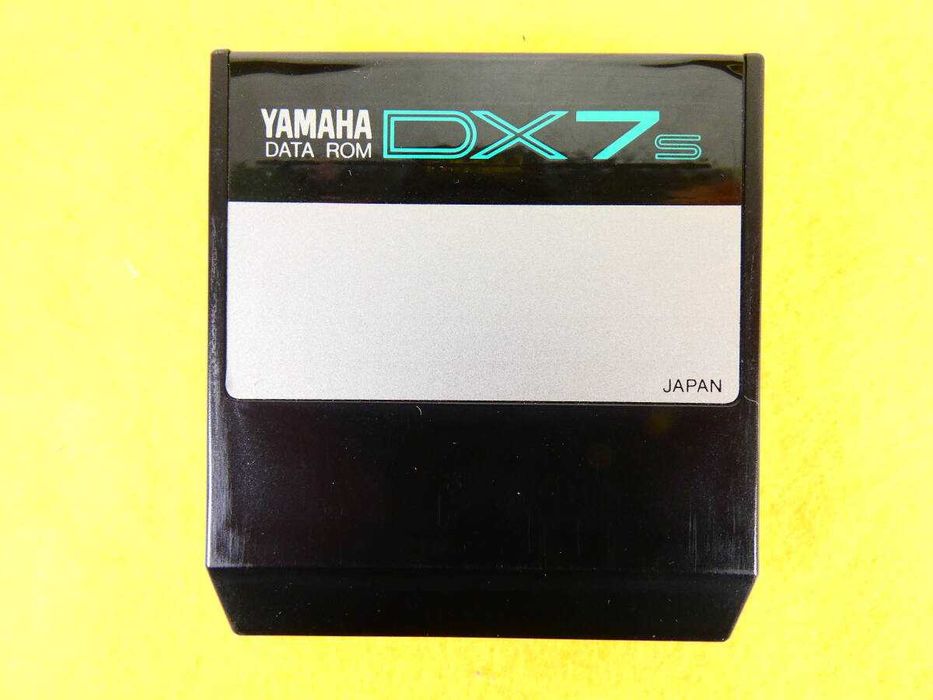 YAMAHA DX7s
DATA ROM
JAPAN